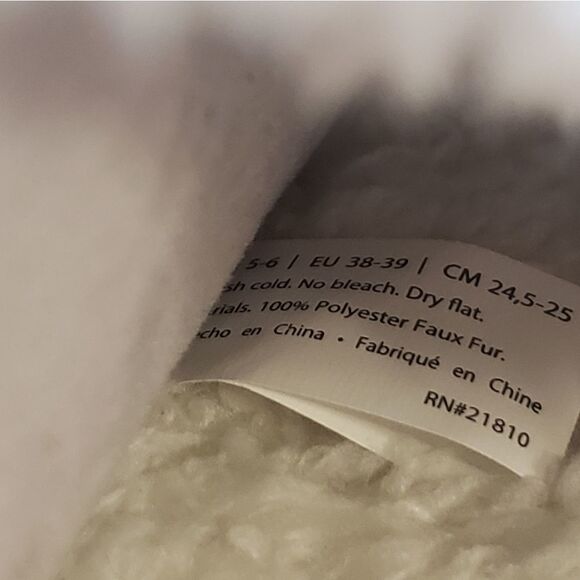 5-6 | EU 38-39 | CM 24,5-25
sh cold. No bleach. Dry flat.
rials. 100% Polyester Faux Fur.
cho en China • Fabriqué en Chine
RN#21810